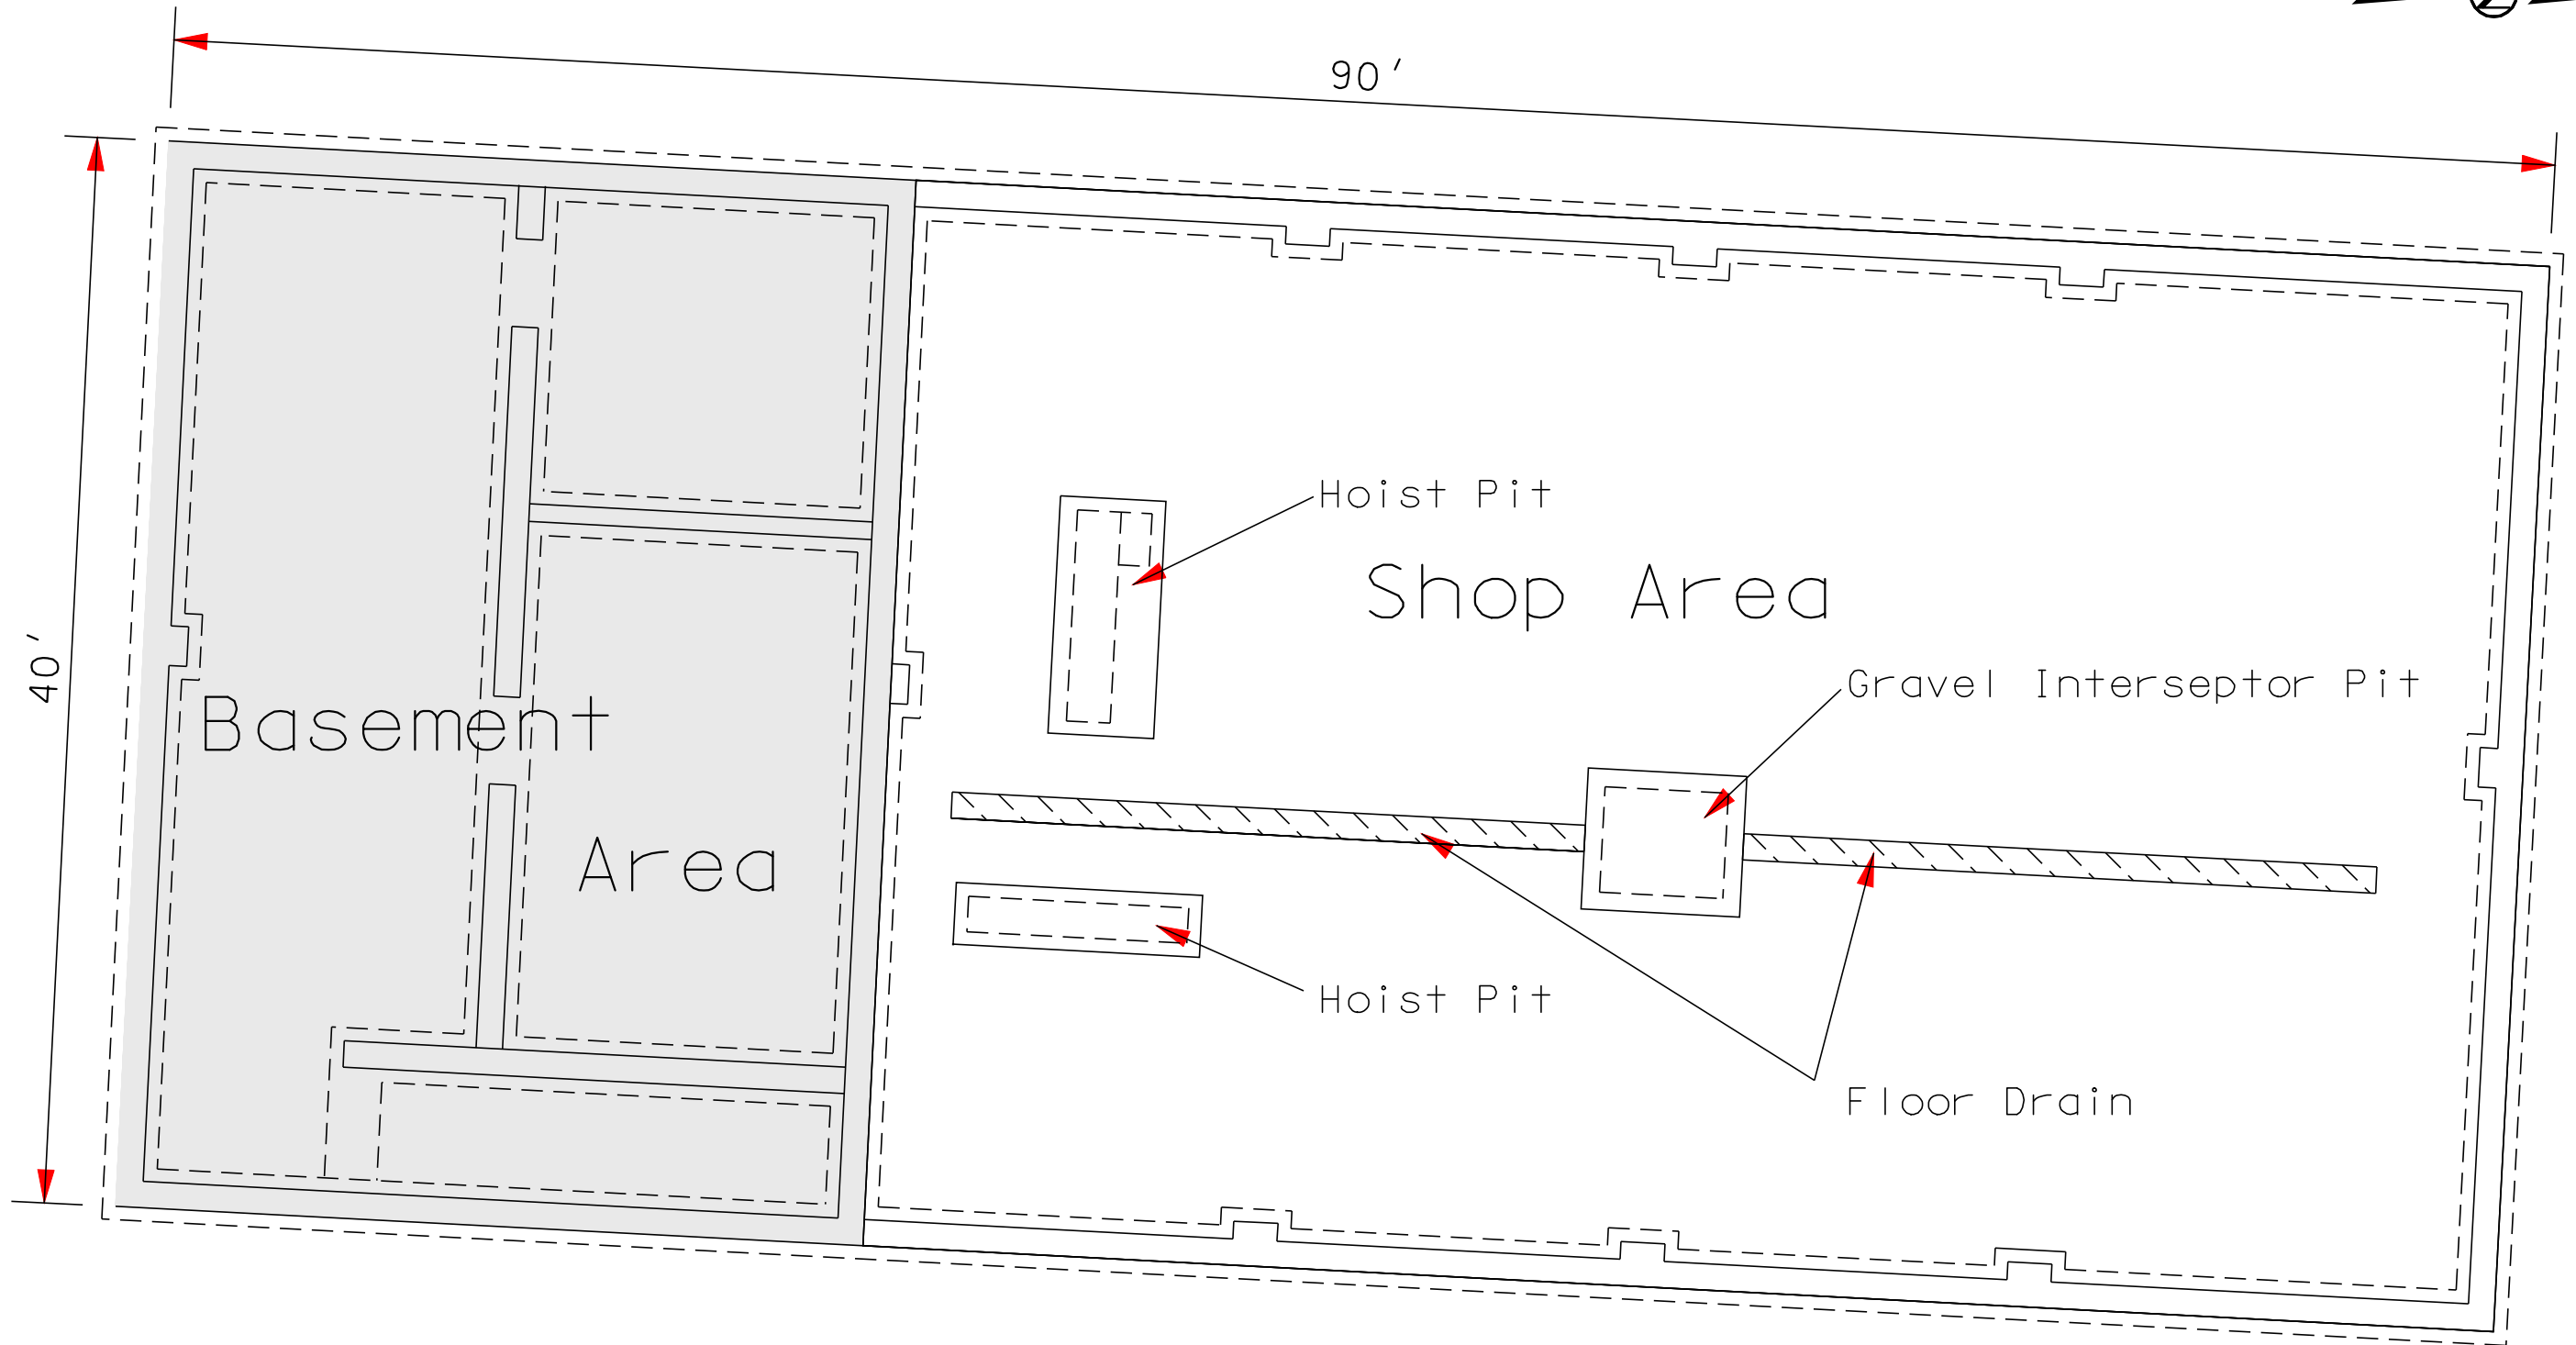 90'
40'
Hoist Pit
Shop Area
Gravel Interseptor Pit
Basement
Area
Hoist Pit
Floor Drain